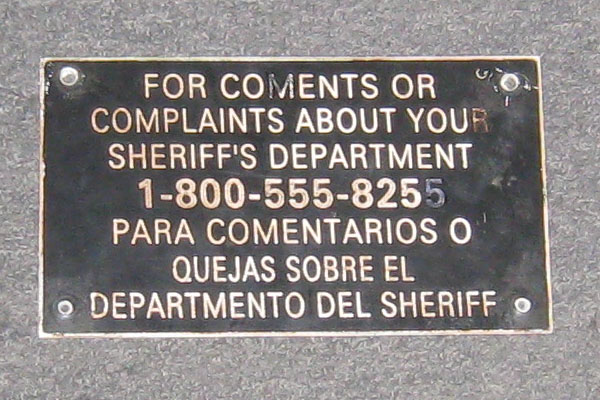 FOR COMENTS OR
COMPLAINTS ABOUT YOUR
SHERIFF'S DEPARTMENT
1-800-555-8255
PARA COMENTARIOS O
QUEJAS SOBRE EL
DEPARTMENTO DEL SHERIFF